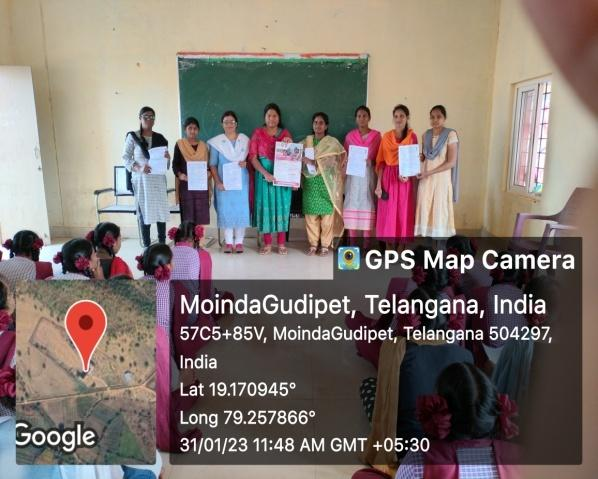 GPS Map Camera
MoindaGudipet, Telangana, India
57C5+85V, MoindaGudipet, Telangana 504297,
India
Lat 19.170945°
Long 79.257866°
31/01/23 11:48 AM GMT +05:30
Google